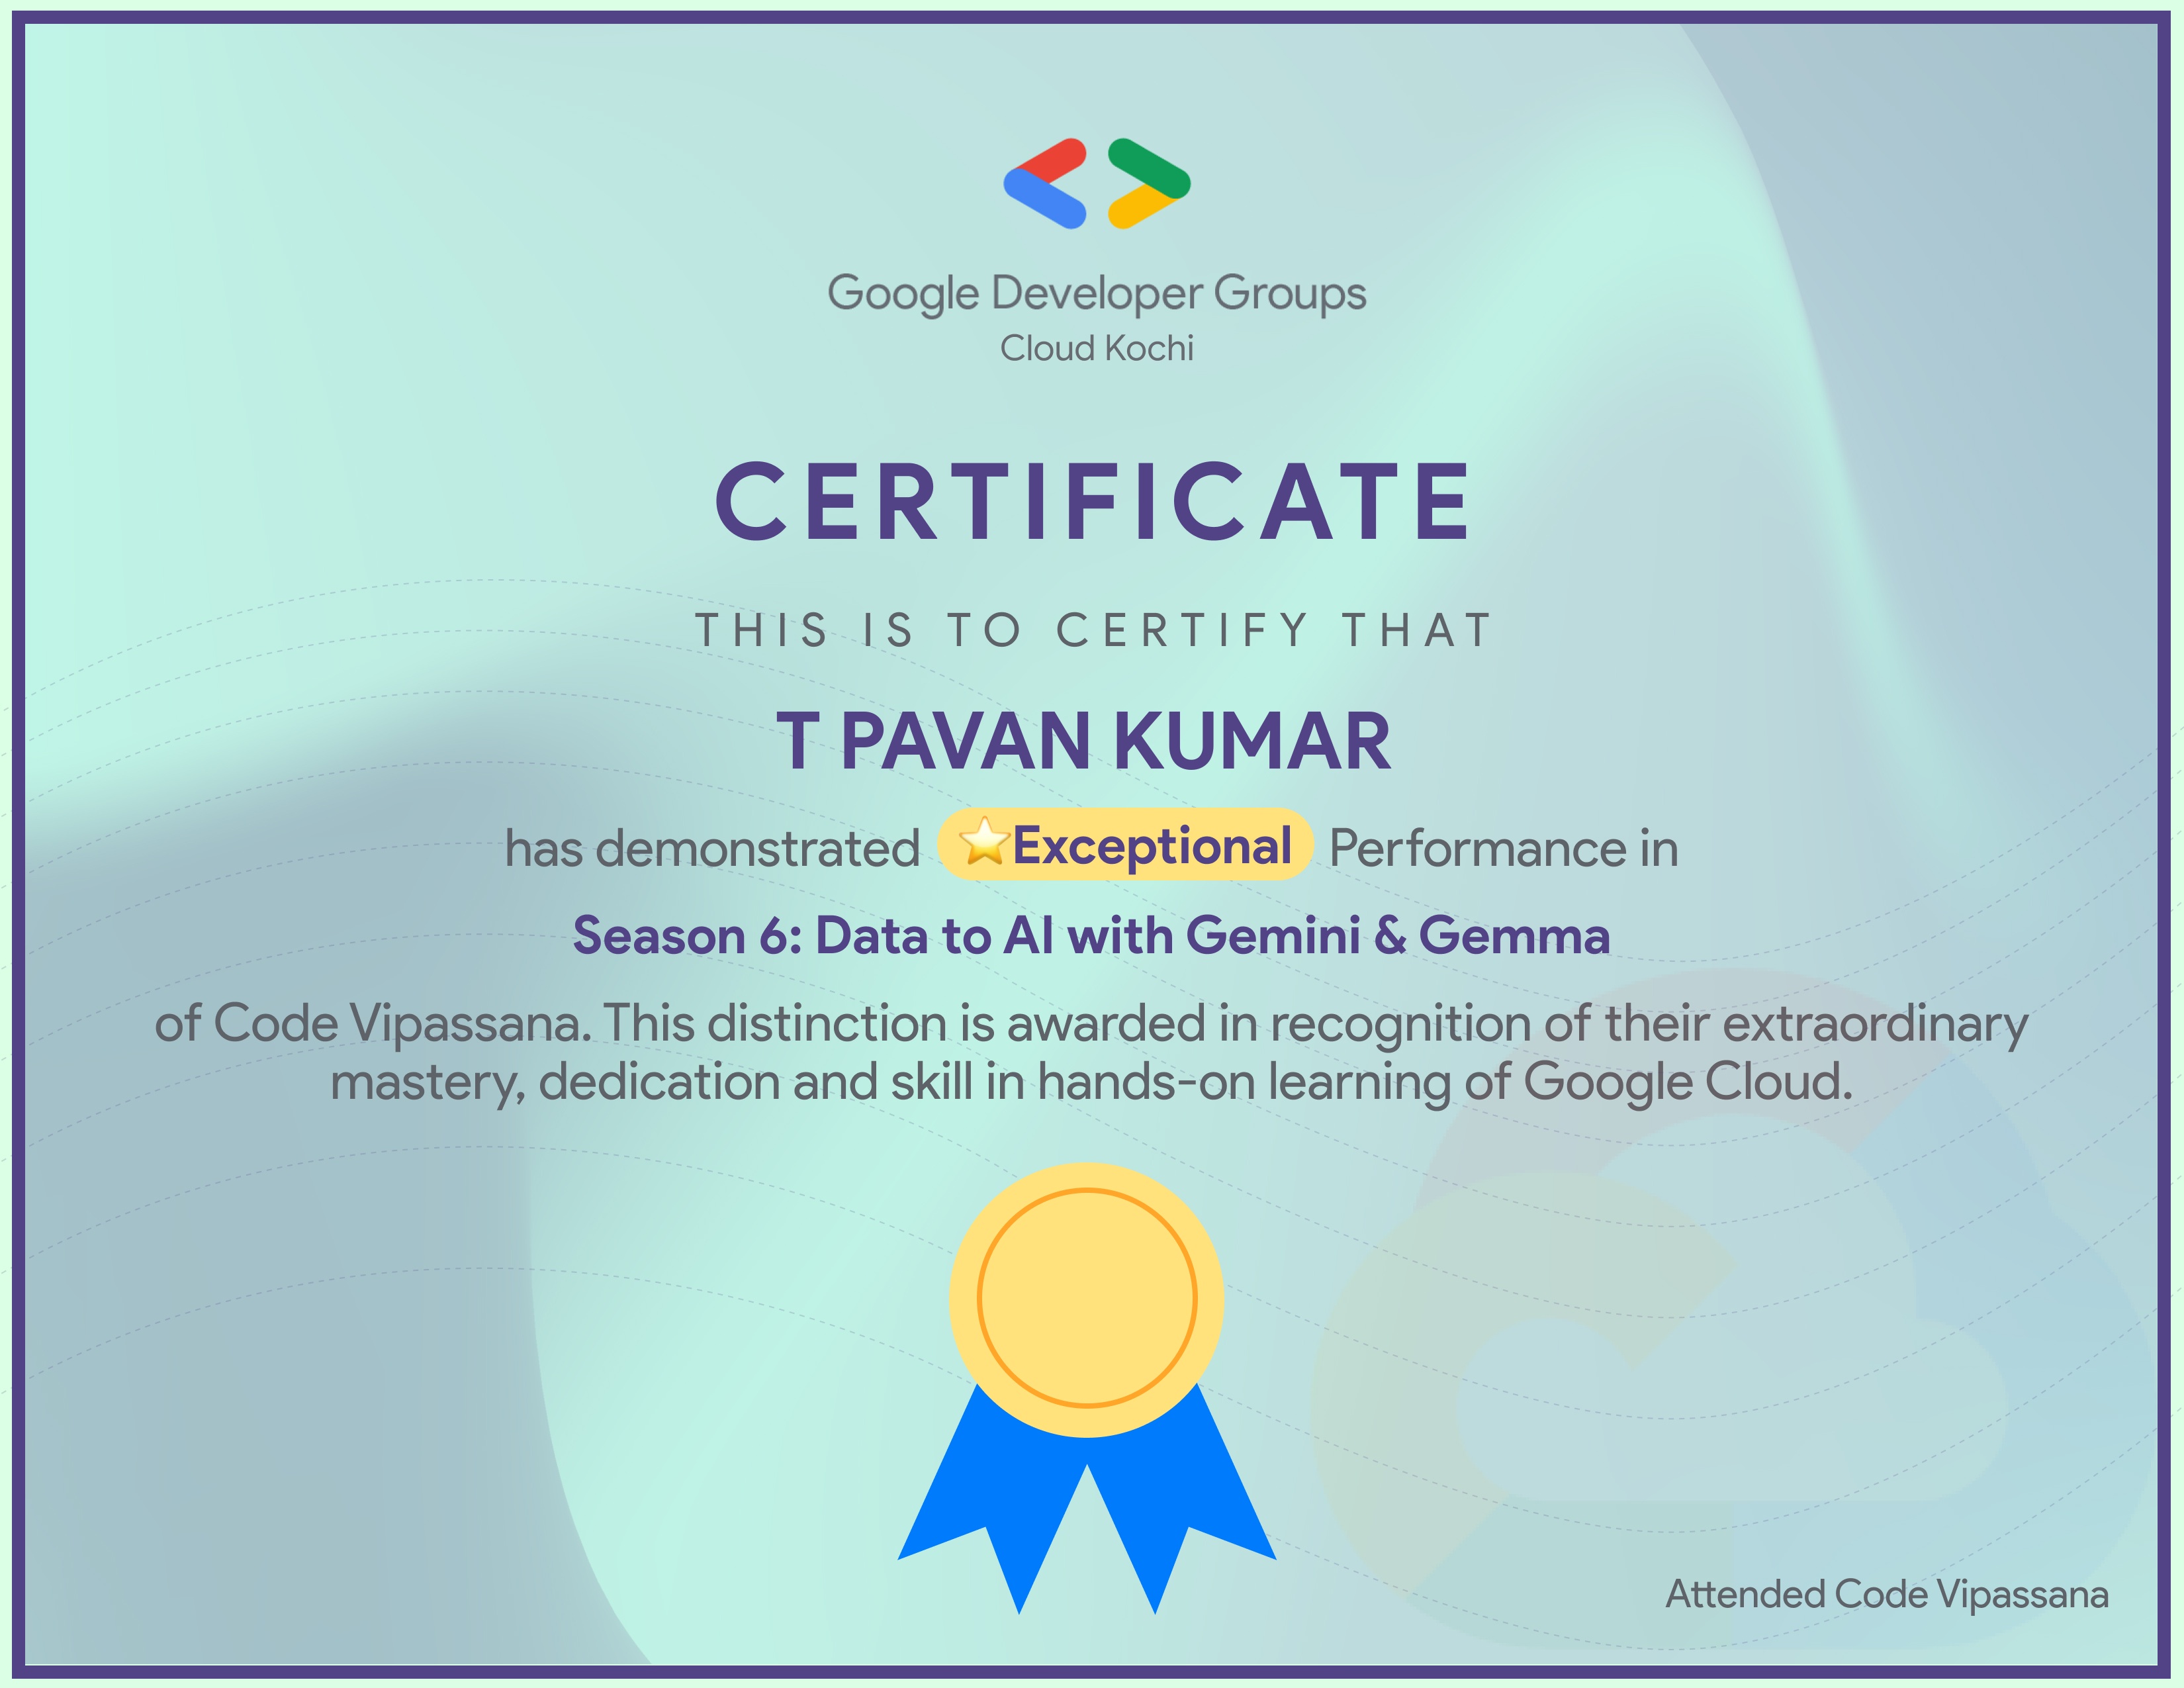 Google Developer Groups
Cloud Kochi
CERTIFICATE
THIS IS TO CERTIFY THAT
T PAVAN KUMAR
has demonstrated ⭐Exceptional Performance in
Season 6: Data to AI with Gemini & Gemma
of Code Vipassana. This distinction is awarded in recognition of their extraordinary
mastery, dedication and skill in hands-on learning of Google Cloud.
Attended Code Vipassana